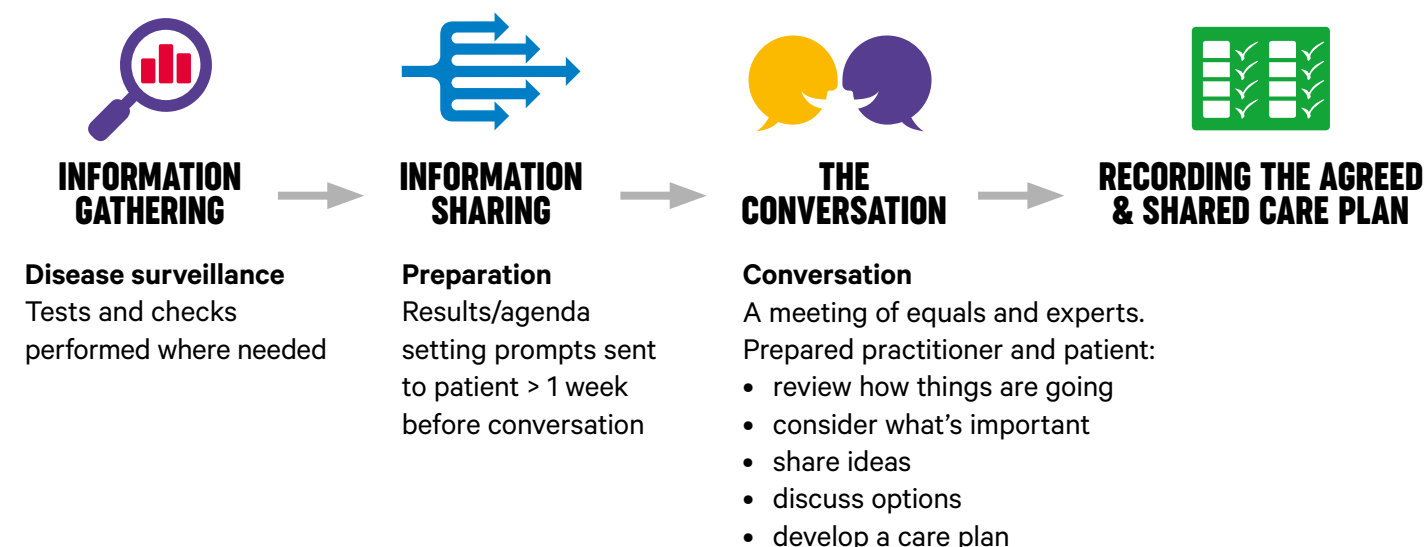 INFORMATION
GATHERING
INFORMATION
SHARING
THE
CONVERSATION
RECORDING THE AGREED
& SHARED CARE PLAN
Disease surveillance
Tests and checks
performed where needed
Preparation
Results/agenda
setting prompts sent
to patient > 1 week
before conversation
Conversation
A meeting of equals and experts.
Prepared practitioner and patient:
• review how things are going
• consider what’s important
• share ideas
• discuss options
• develop a care plan